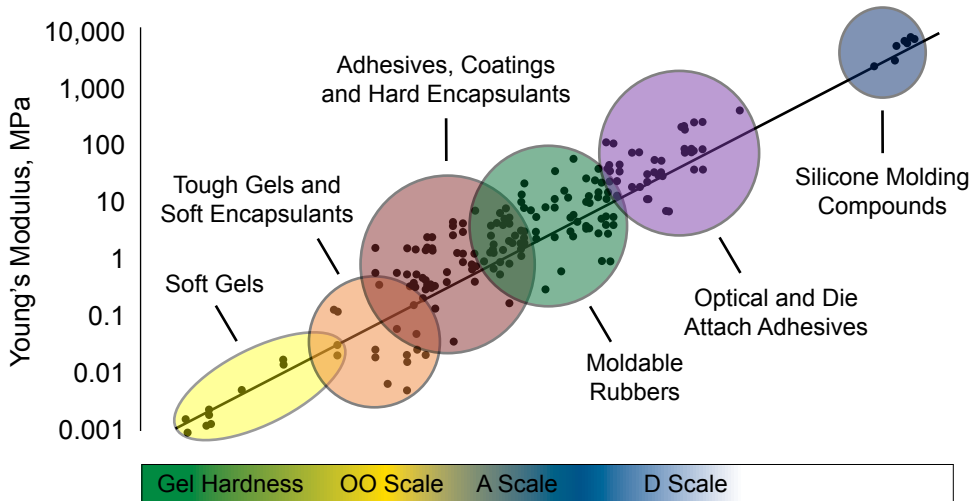 Young's Modulus, MPa
10,000
1,000
100
10
1
0.1
0.01
0.001
Soft Gels
Tough Gels and
Soft Encapsulants
Adhesives, Coatings
and Hard Encapsulants
Moldable
Rubbers
Optical and Die
Attach Adhesives
Silicone Molding
Compounds
Gel Hardness
OO Scale
A Scale
D Scale